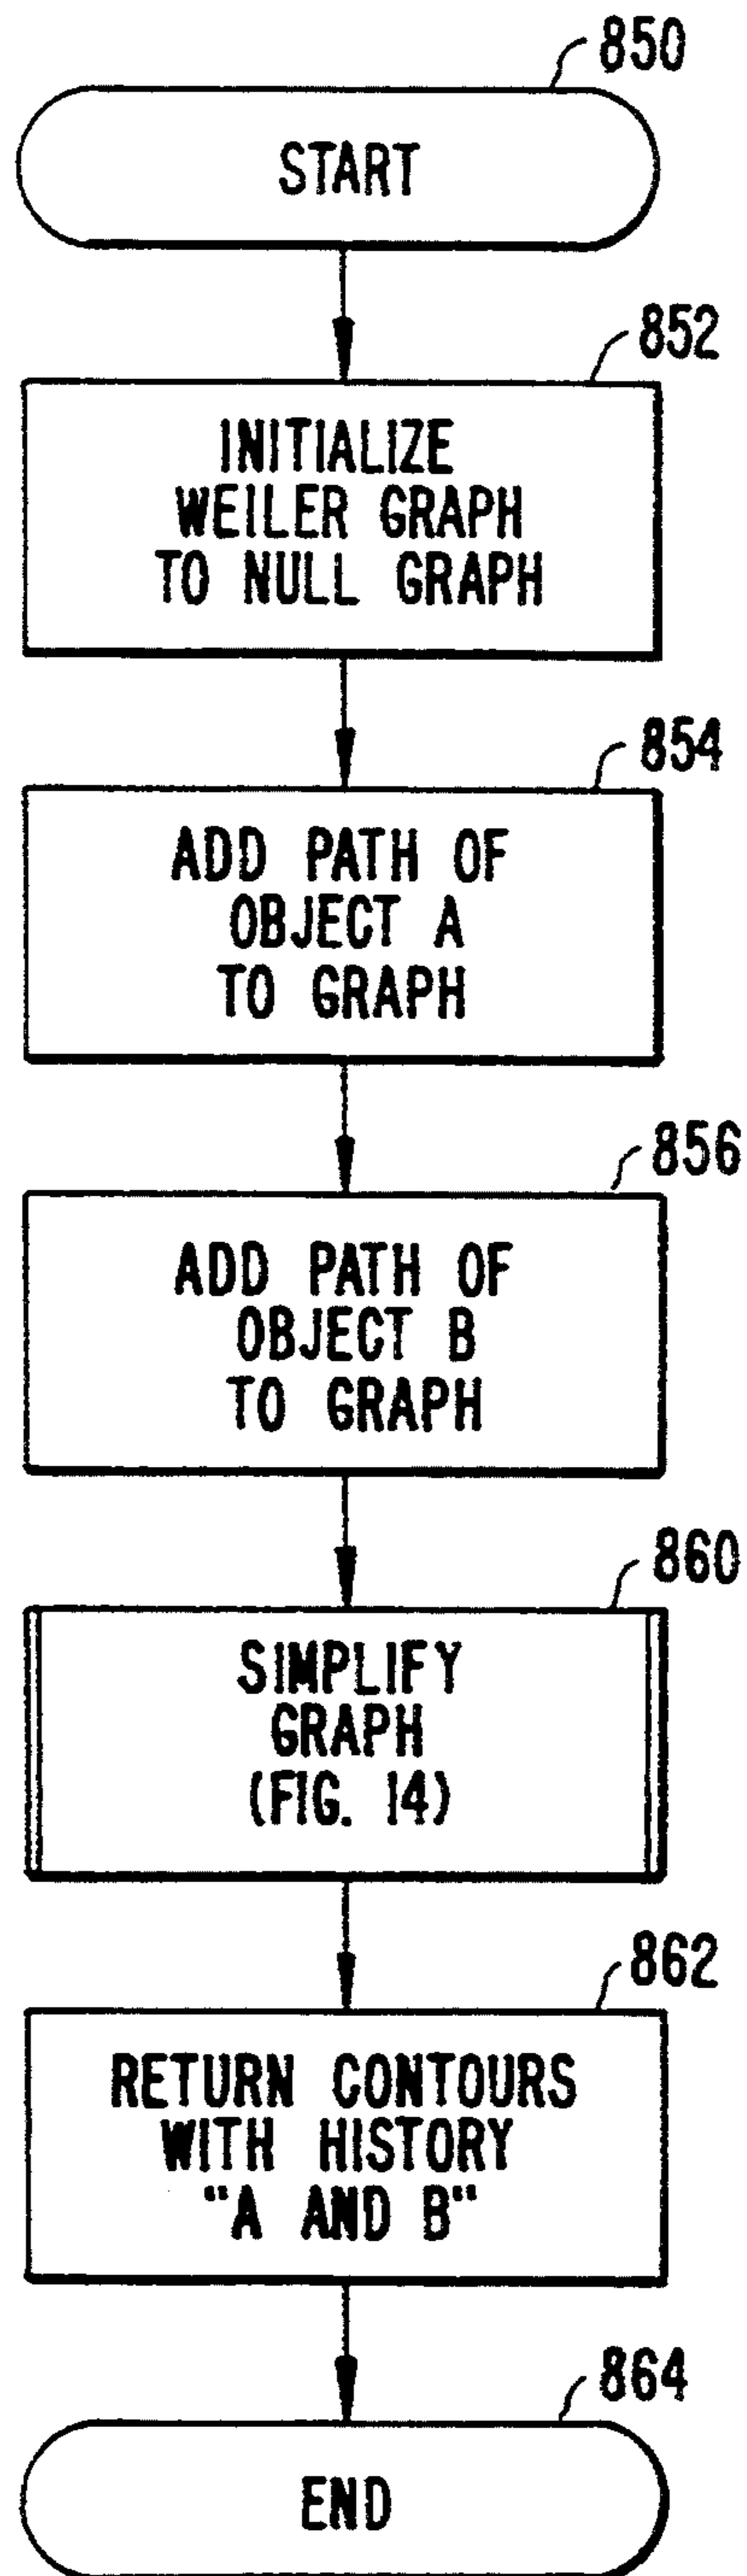 850
START
852
INITIALIZE
WEILER GRAPH
TO NULL GRAPH
854
ADD PATH OF
OBJECT A
TO GRAPH
856
ADD PATH OF
OBJECT B
TO GRAPH
860
SIMPLIFY
GRAPH
(FIG. 14)
862
RETURN CONTOURS
WITH HISTORY
"A AND B"
864
END